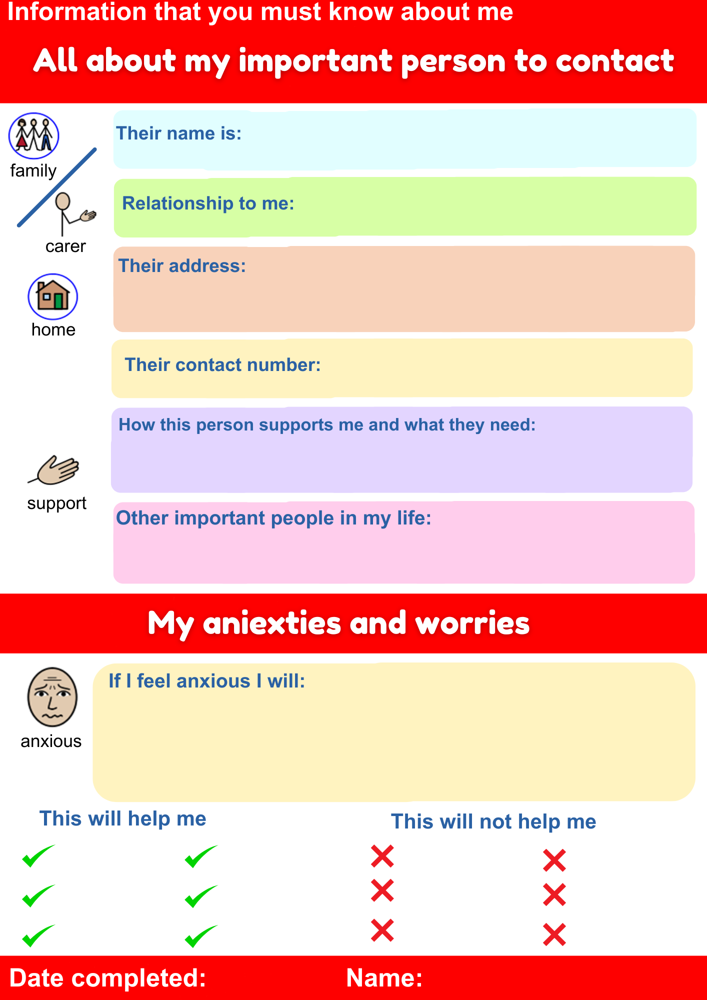 Information that you must know about me
All about my important person to contact
family
carer
Their name is:
Relationship to me:
Their address:
home
Their contact number:
How this person supports me and what they need:
support
Other important people in my life:
My aniexties and worries
If I feel anxious I will:
anxious
This will help me
This will not help me
Date completed:
Name: